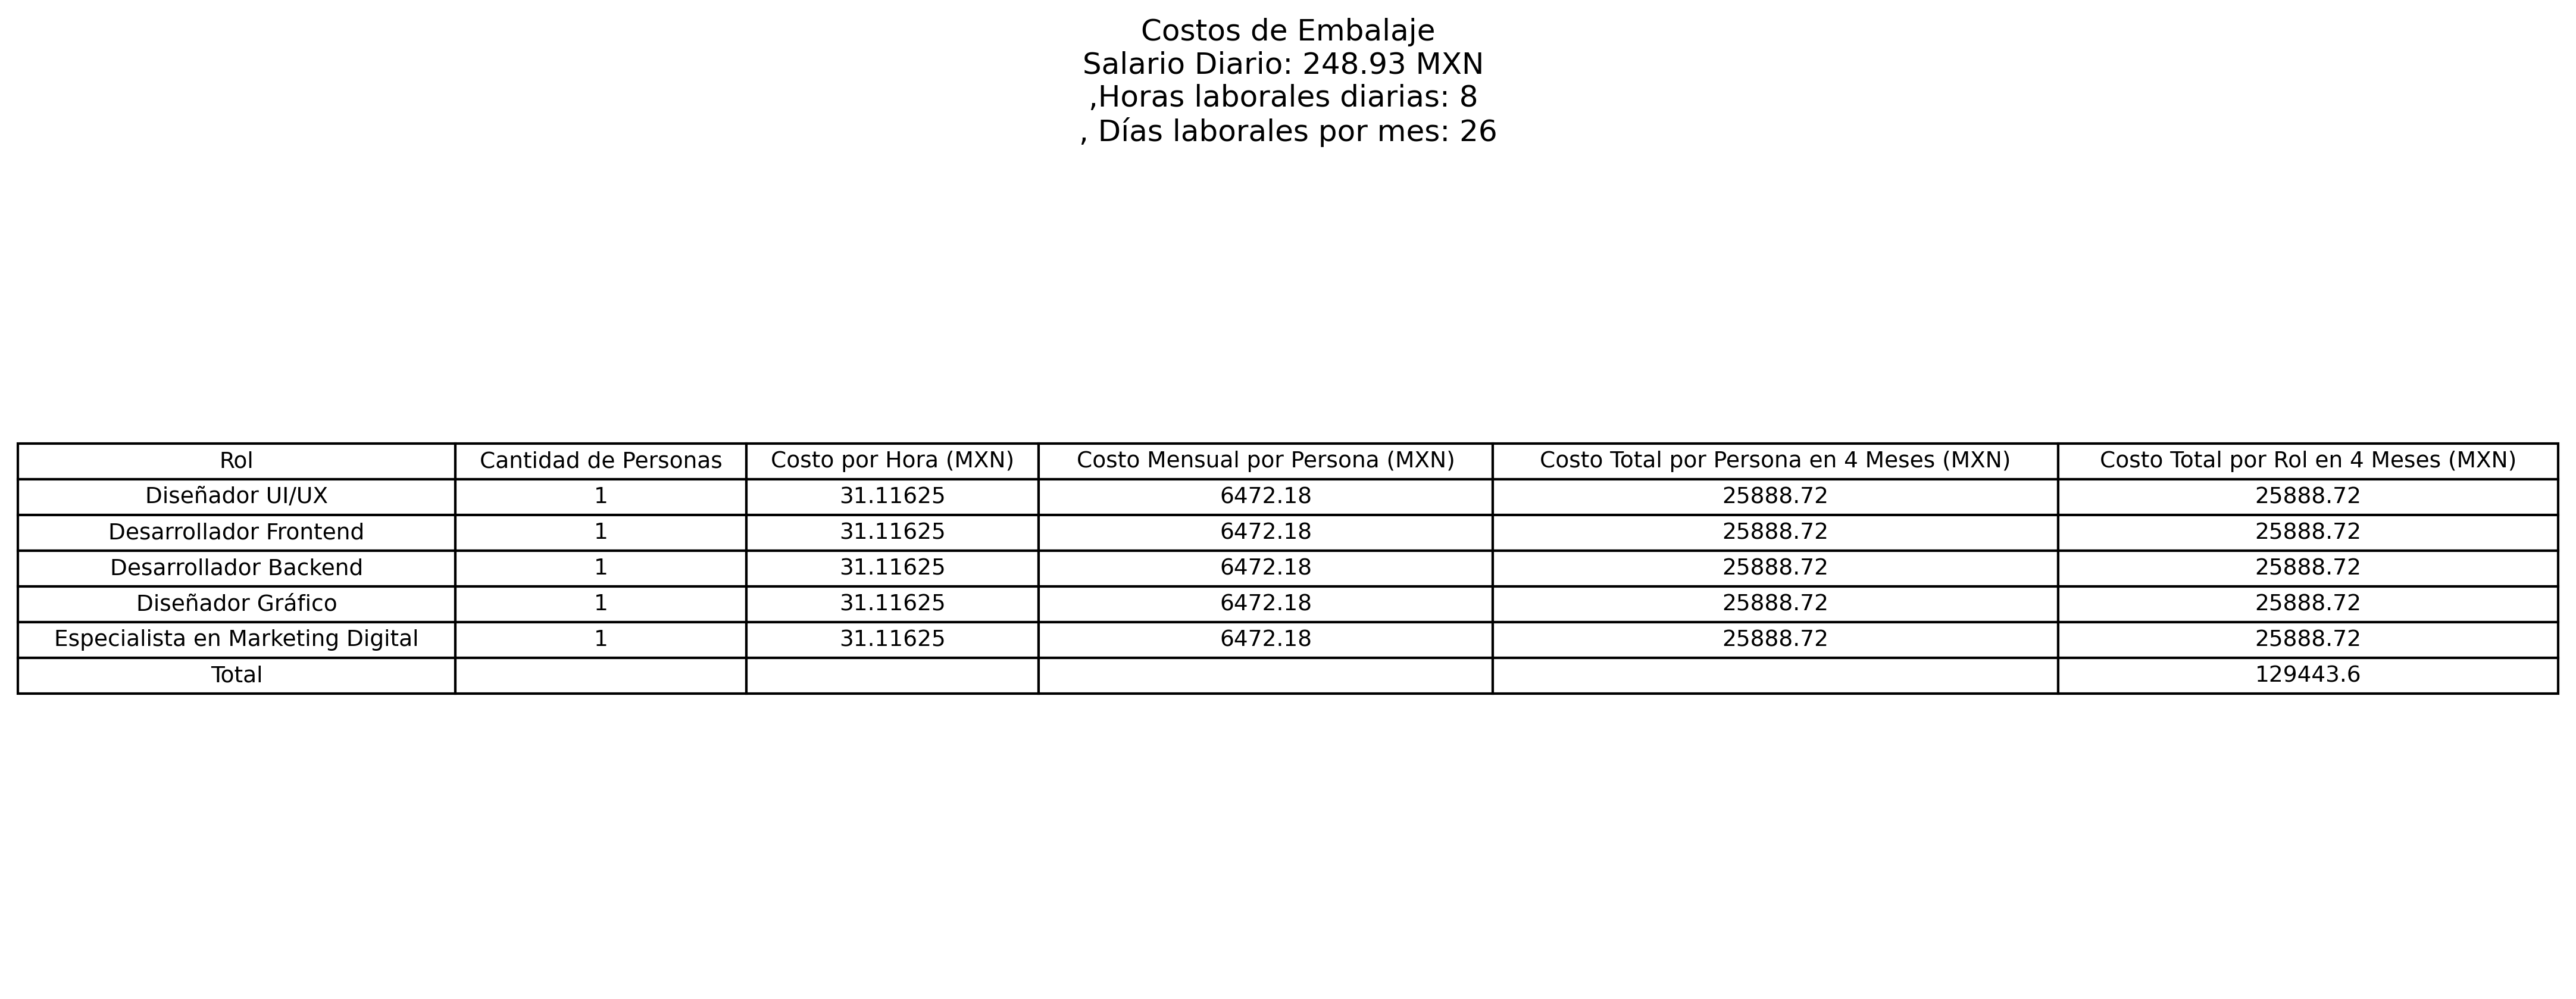 Costos de Embalaje
Salario Diario: 248.93 MXN
,Horas laborales diarias: 8
, Días laborales por mes: 26
Rol Cantidad de Personas Costo por Hora (MXN) Costo Mensual por Persona (MXN) Costo Total por Persona en 4 Meses (MXN) Costo Total por Rol en 4 Meses (MXN)
Diseñador UI/UX 1 31.11625 6472.18 25888.72 25888.72
Desarrollador Frontend 1 31.11625 6472.18 25888.72 25888.72
Desarrollador Backend 1 31.11625 6472.18 25888.72 25888.72
Diseñador Gráfico 1 31.11625 6472.18 25888.72 25888.72
Especialista en Marketing Digital 1 31.11625 6472.18 25888.72 25888.72
Total 129443.6